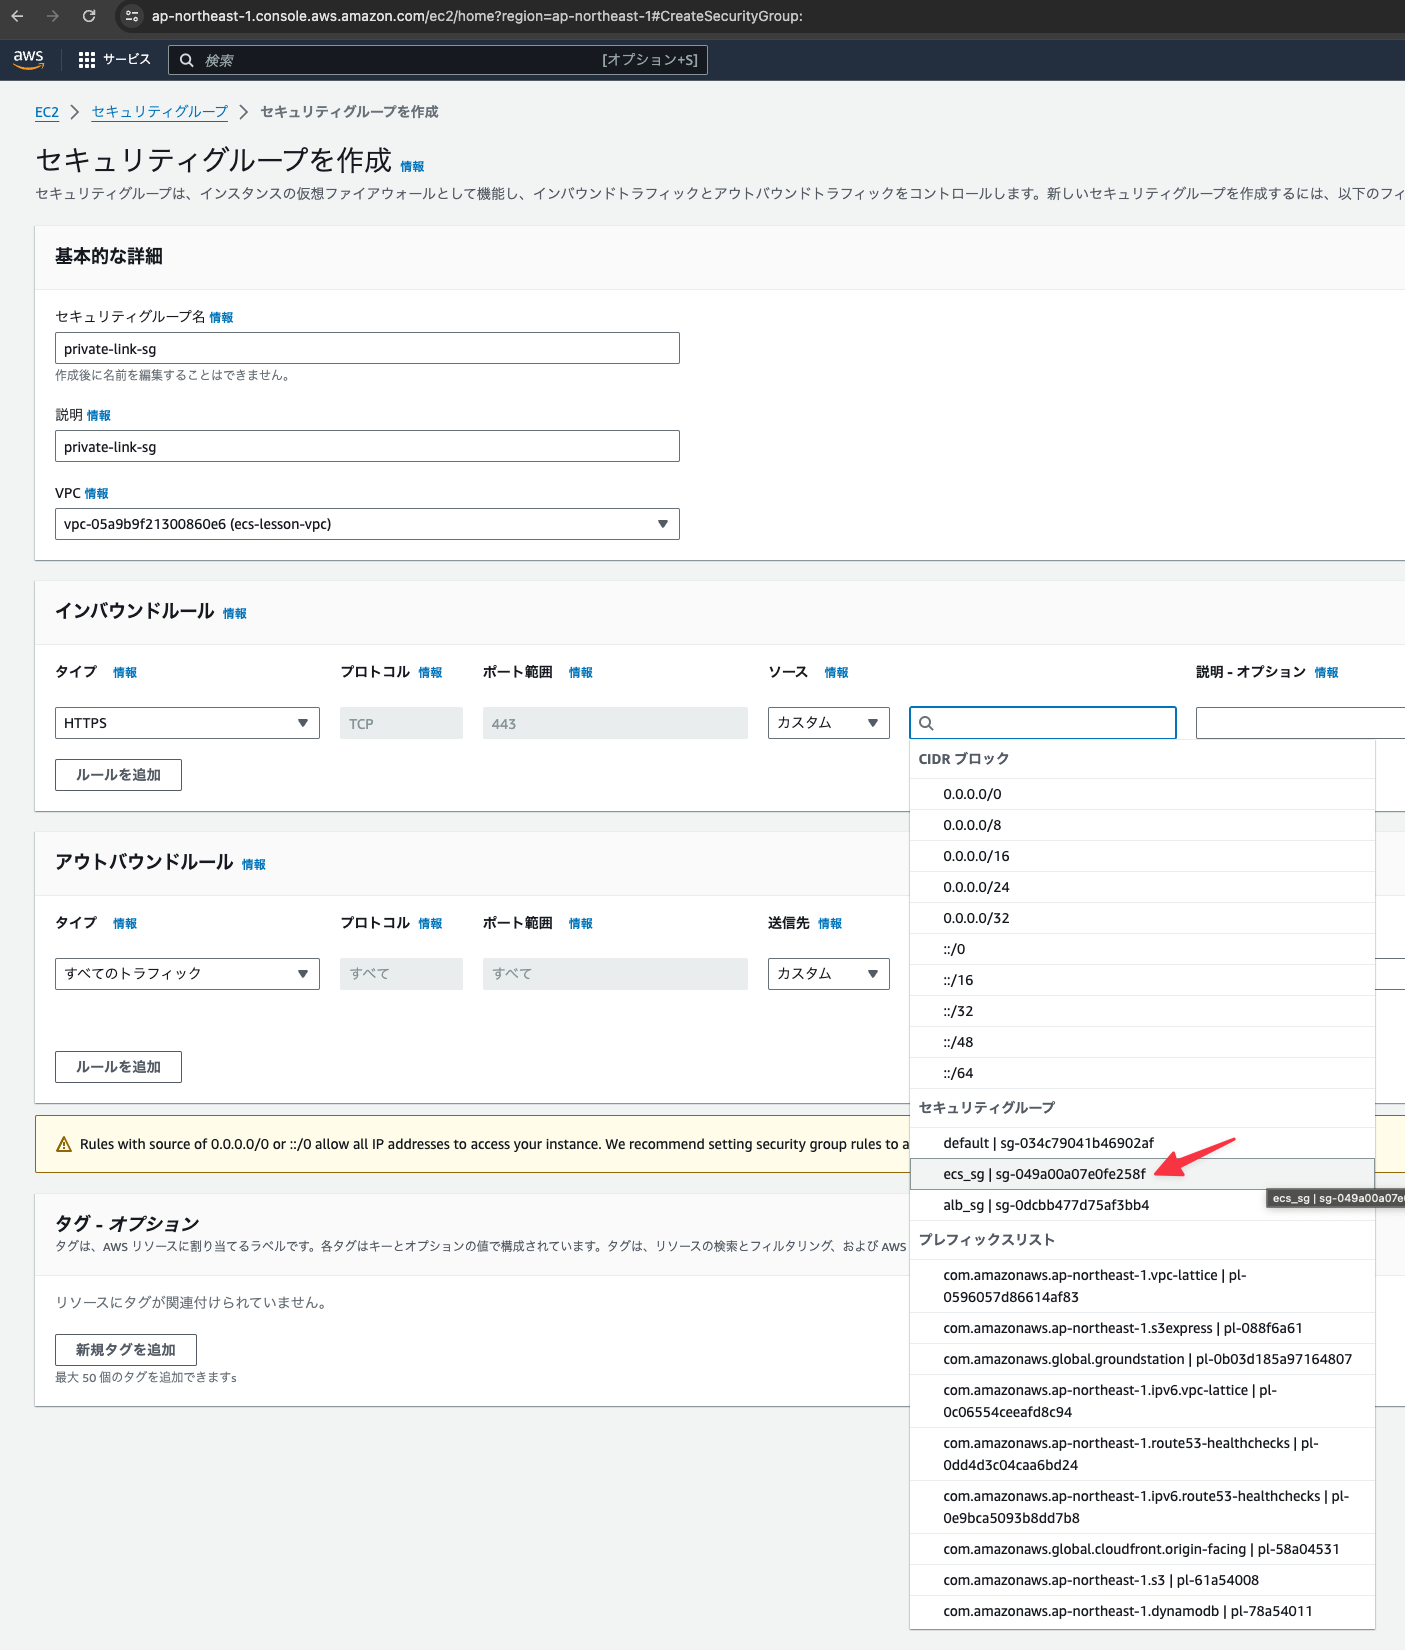 ap-northeast-1.console.aws.amazon.com/ec2/home?region=ap-northeast-1#CreateSecurityGroup:
aws サービス 検索 [オプション+S]
EC2 > セキュリティグループ > セキュリティグループを作成
セキュリティグループを作成 情報
セキュリティグループは、インスタンスの仮想ファイアウォールとして機能し、インバウンドトラフィックとアウトバウンドトラフィックをコントロールします。新しいセキュリティグループを作成するには、以下のフィ
基本的な詳細
セキュリティグループ名 情報
private-link-sg
作成後に名前を編集することはできません。
説明 情報
private-link-sg
VPC 情報
vpc-05a9b9f21300860e6 (ecs-lesson-vpc)
インバウンドルール 情報
タイプ 情報 プロトコル 情報 ポート範囲 情報 ソース 情報 説明 - オプション 情報
HTTPS TCP 443 カスタム
ルールを追加
CIDR ブロック
0.0.0.0/0
0.0.0.0/8
0.0.0.0/16
0.0.0.0/24
0.0.0.0/32
::/0
::/16
::/32
::/48
::/64
セキュリティグループ
default | sg-034c79041b46902af
ecs_sg | sg-049a00a07e0fe258f
ecs_sg | sg-049a00a07e
alb_sg | sg-0dcbb477d75af3bb4
プレフィックスリスト
com.amazonaws.ap-northeast-1.vpc-lattice | pl-
0596057d86614af83
com.amazonaws.ap-northeast-1.s3express | pl-088f6a61
com.amazonaws.global.groundstation | pl-0b03d185a97164807
com.amazonaws.ap-northeast-1.ipv6.vpc-lattice | pl-
0c06554ceeafd8c94
com.amazonaws.ap-northeast-1.route53-healthchecks | pl-
0dd4d3c04caa6bd24
com.amazonaws.ap-northeast-1.ipv6.route53-healthchecks | pl-
0e9bca5093b8dd7b8
com.amazonaws.global.cloudfront.origin-facing | pl-58a04531
com.amazonaws.ap-northeast-1.s3 | pl-61a54008
com.amazonaws.ap-northeast-1.dynamodb | pl-78a54011
アウトバウンドルール 情報
タイプ 情報 プロトコル 情報 ポート範囲 情報 送信先 情報
すべてのトラフィック すべて すべて カスタム
ルールを追加
Rules with source of 0.0.0.0/0 or ::/0 allow all IP addresses to access your instance. We recommend setting security group rules to a
タグ - オプション
タグは、AWS リソースに割り当てるラベルです。各タグはキーとオプションの値で構成されています。タグは、リソースの検索とフィルタリング、および AWS
リソースにタグが関連付けられていません。
新規タグを追加
最大 50 個のタグを追加できますs